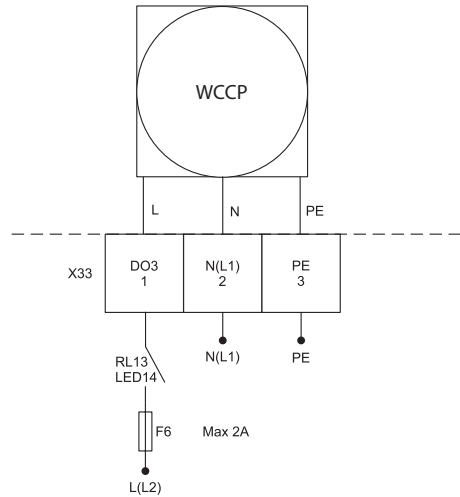 WCCP
L
N
PE
X33
DO3
1
N(L1)
2
PE
3
N(L1)
PE
RL13
LED14
F6
Max 2A
L(L2)